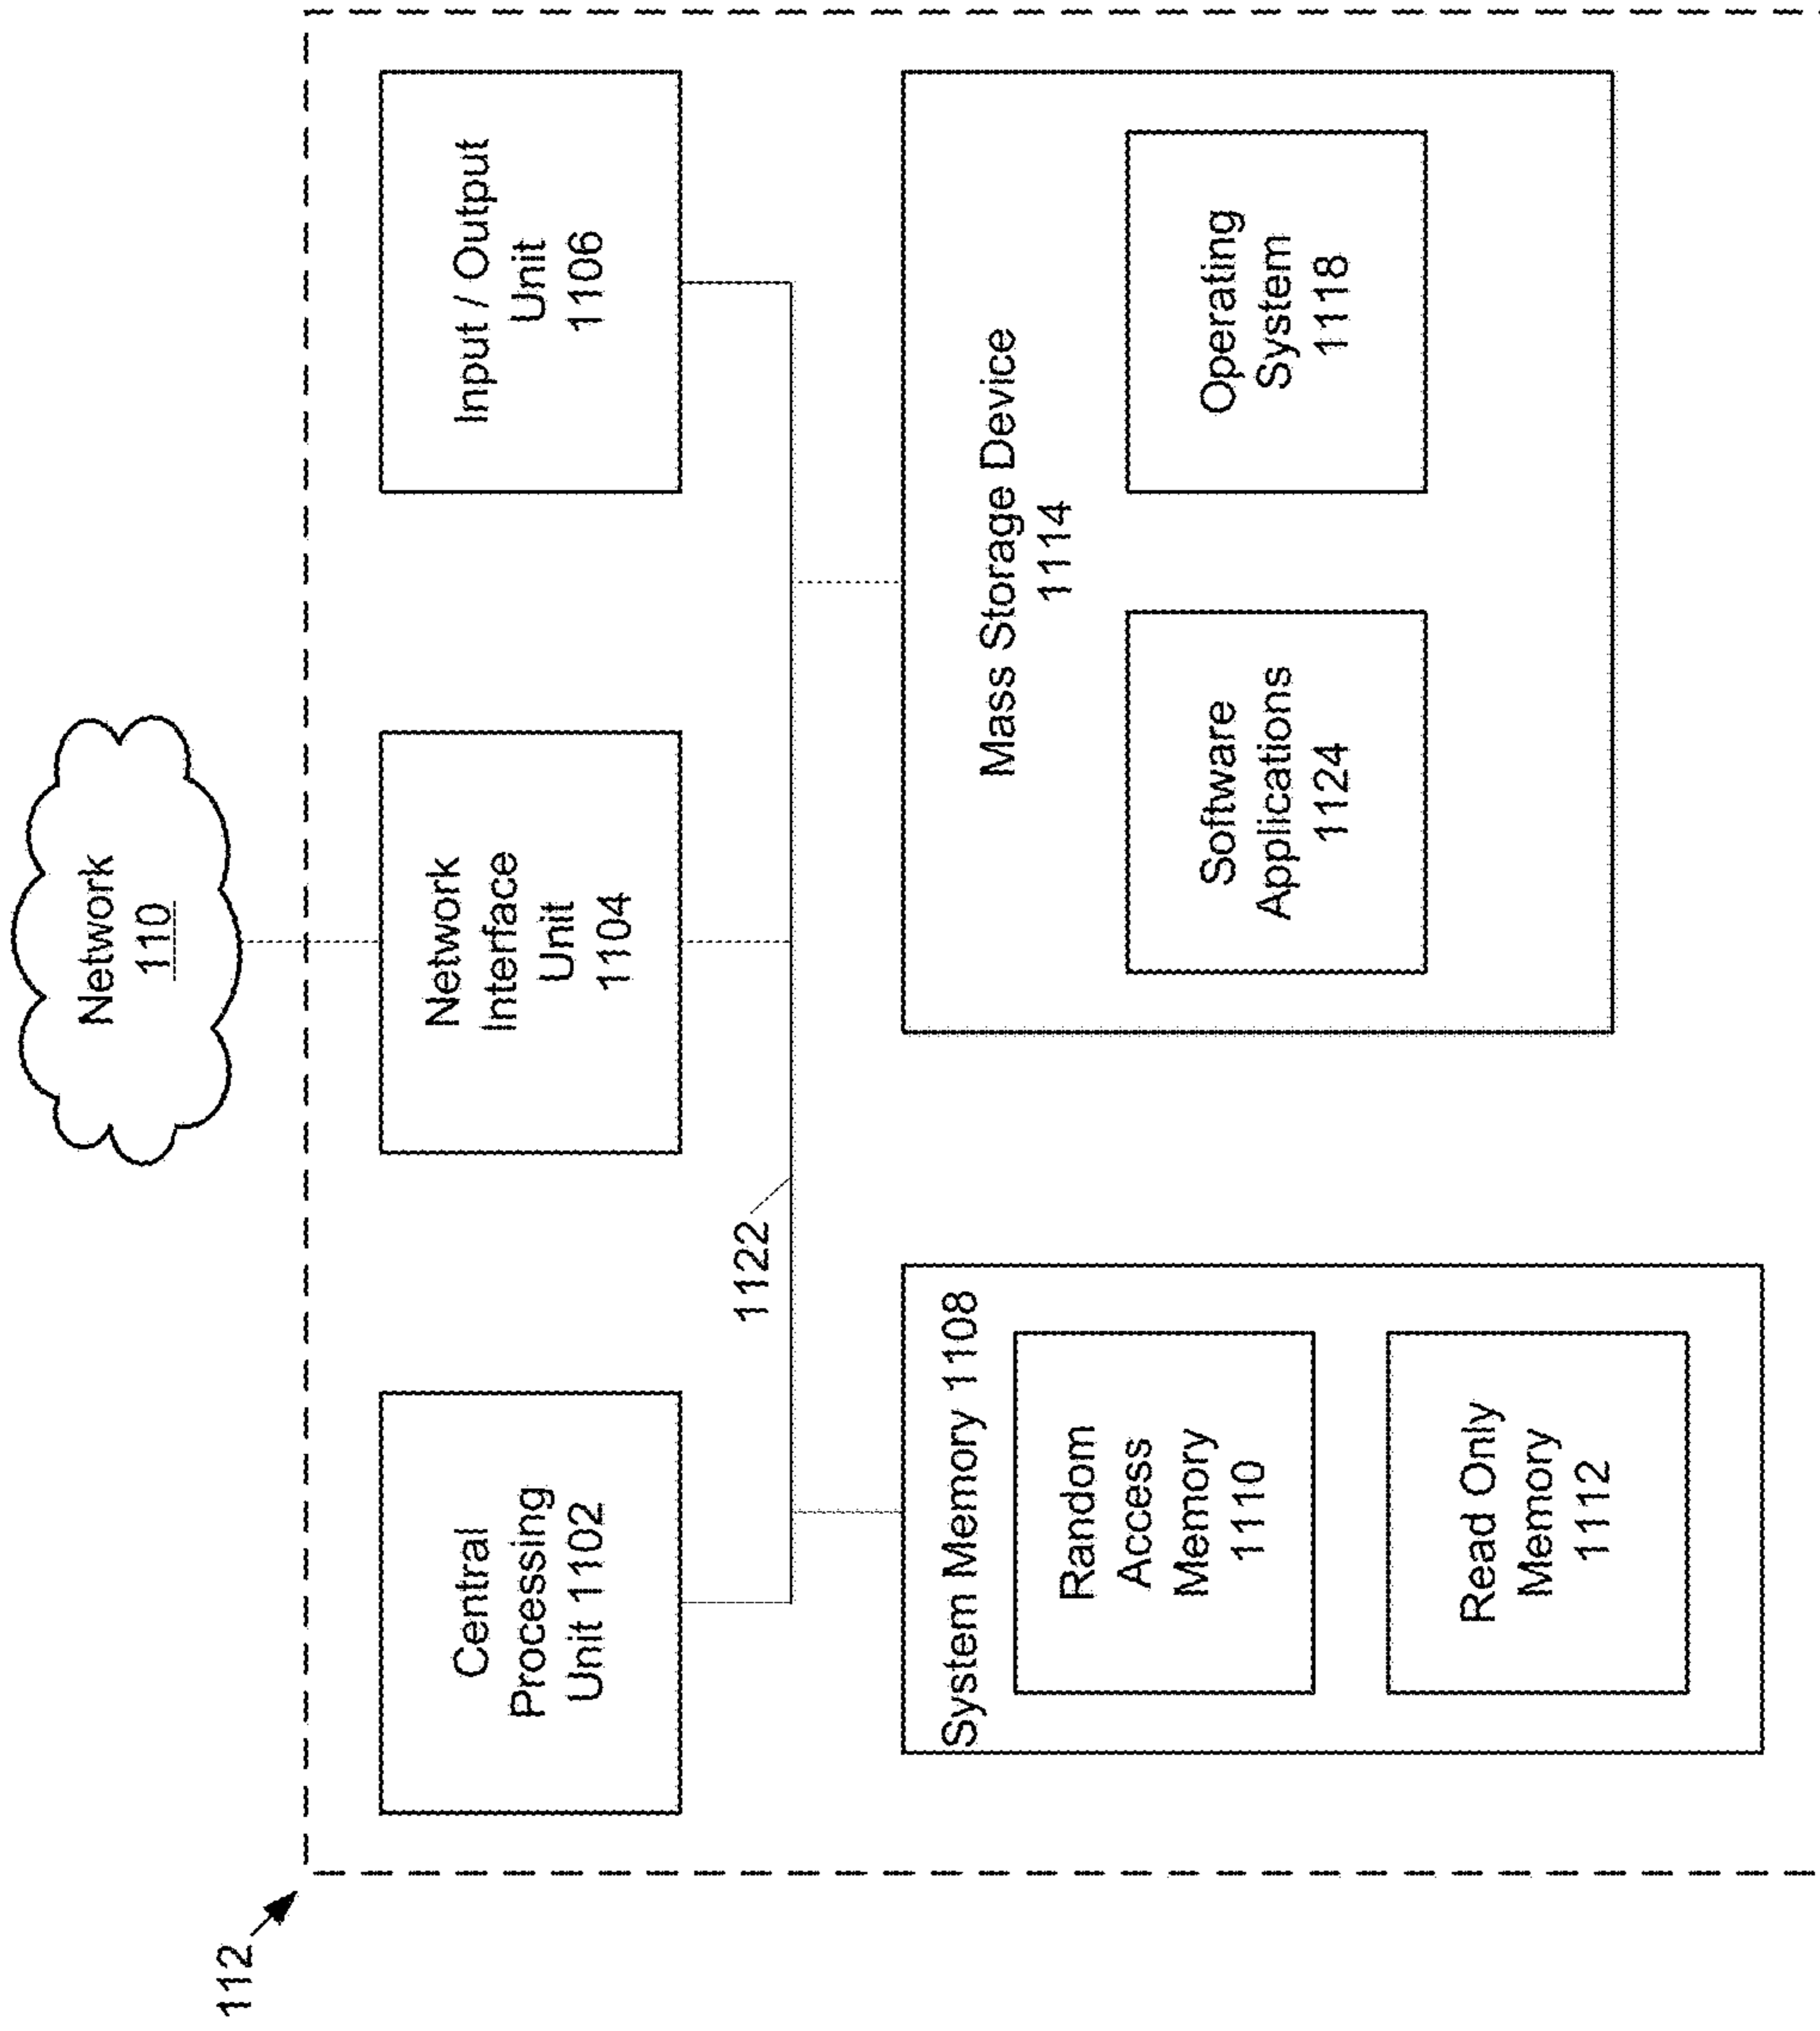 112
Network
110
Central
Processing
Unit 1102
Network
Interface
Unit
1104
Input / Output
Unit
1106
1122
System Memory 1108
Random
Access
Memory
1110
Read Only
Memory
1112
Mass Storage Device
1114
Software
Applications
1124
Operating
System
1118